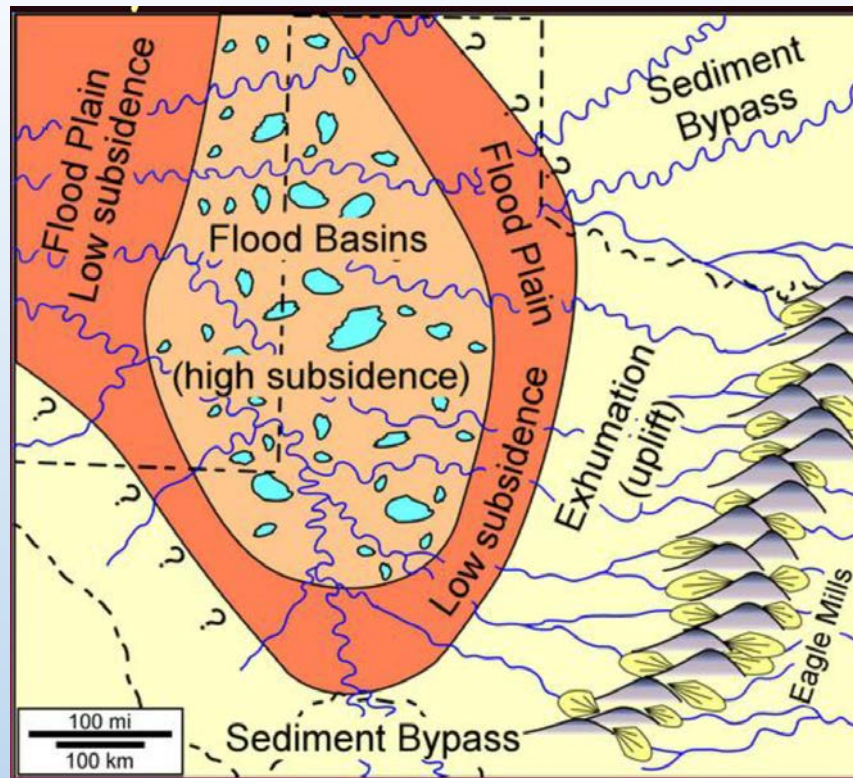 Flood Plain
Low subsidence
Sediment
Bypass
Flood Plain
Flood Basins
(high subsidence)
Low subsidence
Exhumation
(uplift)
Eagle Mills
Sediment Bypass
100 mi
100 km
?
?
?
?
?
?
?
?
?